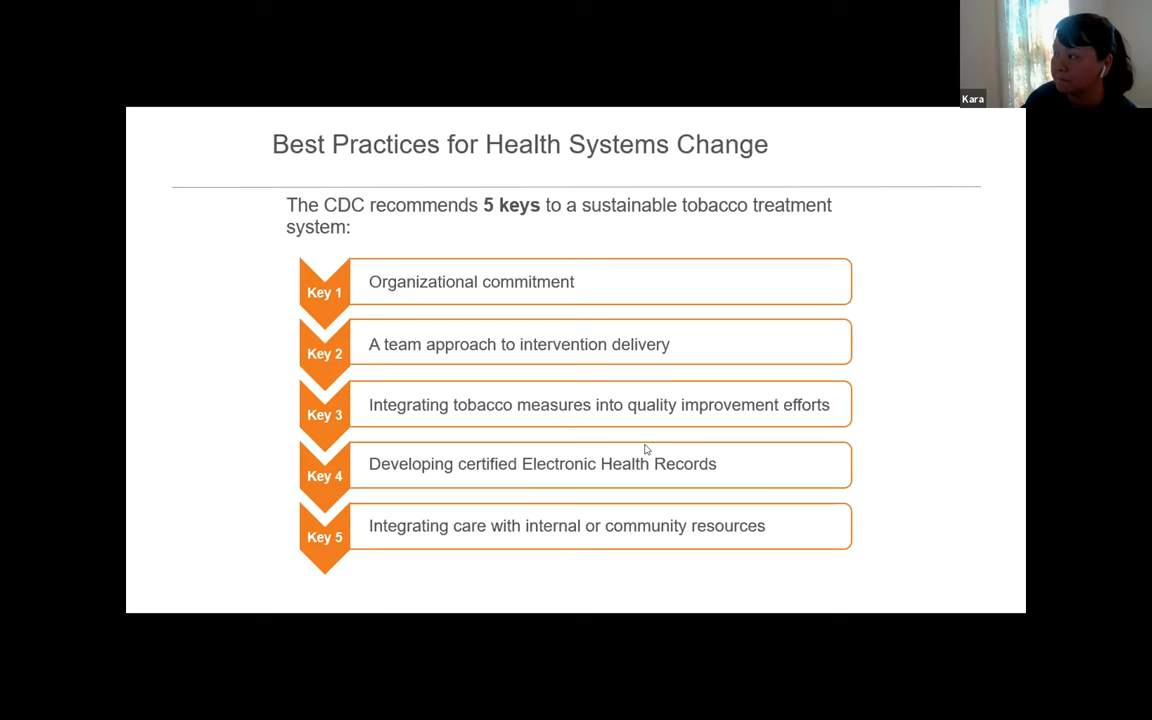 Kara
Best Practices for Health Systems Change
The CDC recommends 5 keys to a sustainable tobacco treatment
system:
Key 1
Organizational commitment
Key 2
A team approach to intervention delivery
Key 3
Integrating tobacco measures into quality improvement efforts
Key 4
Developing certified Electronic Health Records
Key 5
Integrating care with internal or community resources